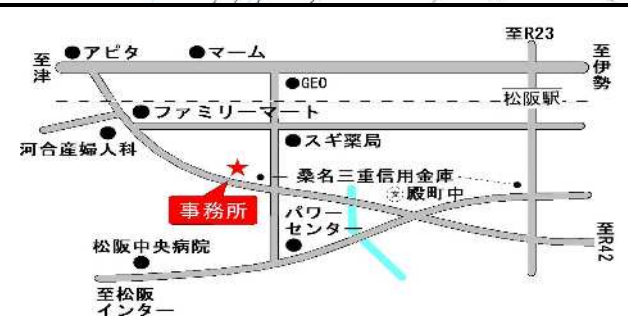 至R23
至津
●アピタ
●マーム
至伊勢
●GEO
松阪駅
●ファミリーマート
河合産婦人科
●スギ薬局
桑名三重信用金庫
殿町中
事務所
パワー
センター
至R42
松阪中央病院
至松阪
インター